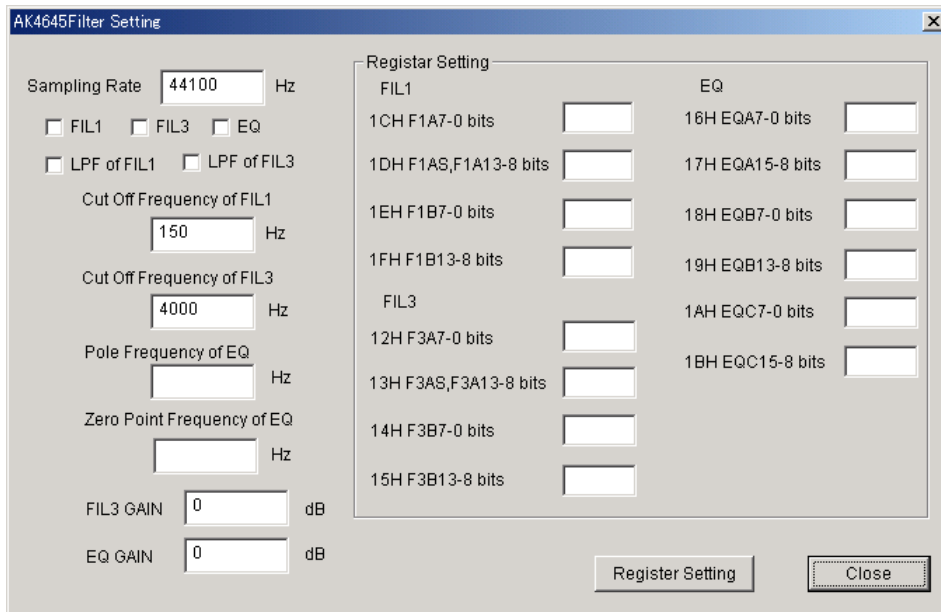 AK4645Filter Setting
Sampling Rate 44100 Hz
FIL1 FIL3 EQ
LPF of FIL1 LPF of FIL3
Cut Off Frequency of FIL1
150 Hz
Cut Off Frequency of FIL3
4000 Hz
Pole Frequency of EQ
Hz
Zero Point Frequency of EQ
Hz
FIL3 GAIN 0 dB
EQ GAIN 0 dB
Registar Setting
FIL1
1CH F1A7-0 bits
1DH F1AS,F1A13-8 bits
1EH F1B7-0 bits
1FH F1B13-8 bits
FIL3
12H F3A7-0 bits
13H F3AS,F3A13-8 bits
14H F3B7-0 bits
15H F3B13-8 bits
EQ
16H EQA7-0 bits
17H EQA15-8 bits
18H EQB7-0 bits
19H EQB13-8 bits
1AH EQC7-0 bits
1BH EQC15-8 bits
Register Setting
Close